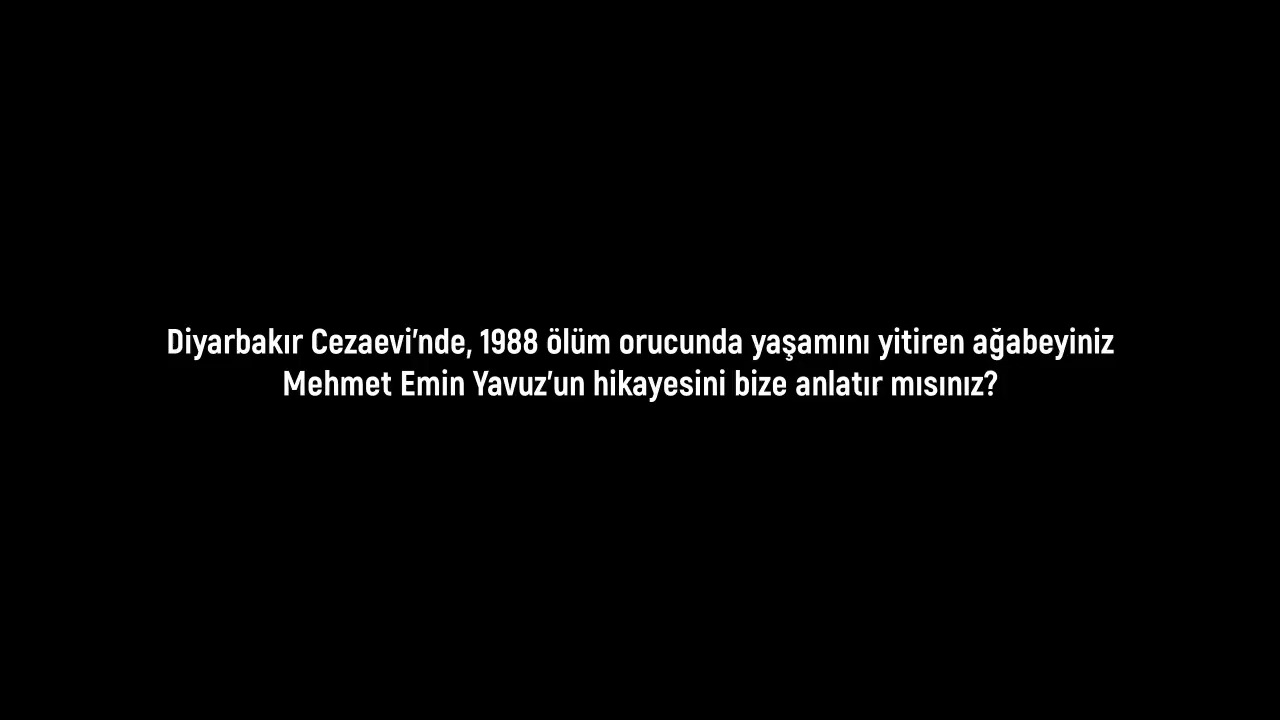 Diyarbakır Cezaevi’nde, 1988 ölüm orucunda yaşamını yitiren ağabeyiniz
Mehmet Emin Yavuz’un hikayesini bize anlatır mısınız?